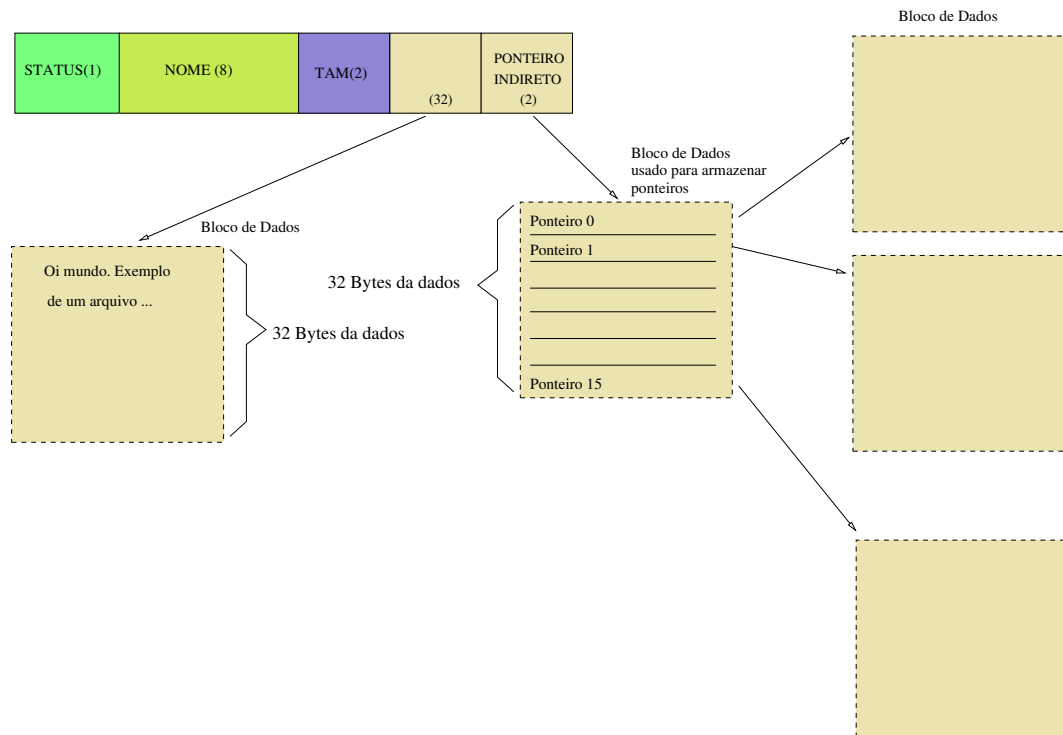 Bloco de Dados
STATUS(1)
NOME (8)
TAM(2)
(32)
PONTEIRO
INDIRETO
(2)
Bloco de Dados
usado para armazenar
ponteiros
Bloco de Dados
Oi mundo. Exemplo
de um arquivo ...
32 Bytes da dados
32 Bytes da dados
Ponteiro 0
Ponteiro 1
Ponteiro 15